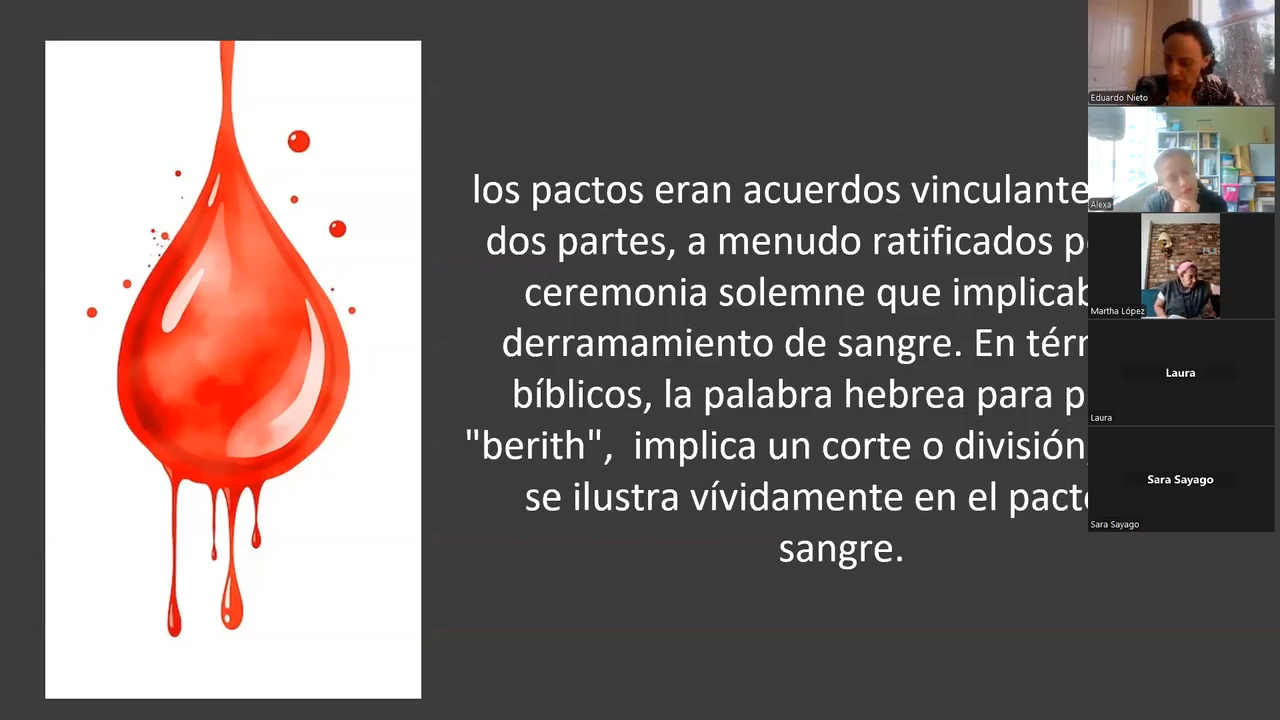 los pactos eran acuerdos vinculante
dos partes, a menudo ratificados p
ceremonia solemne que implicab
derramamiento de sangre. En térm
bíblicos, la palabra hebrea para p
"berith", implica un corte o división,
se ilustra vívidamente en el pacto
sangre.
Eduardo Nieto
Alexa
Martha López
Laura
Laura
Sara Sayago
Sara Sayago